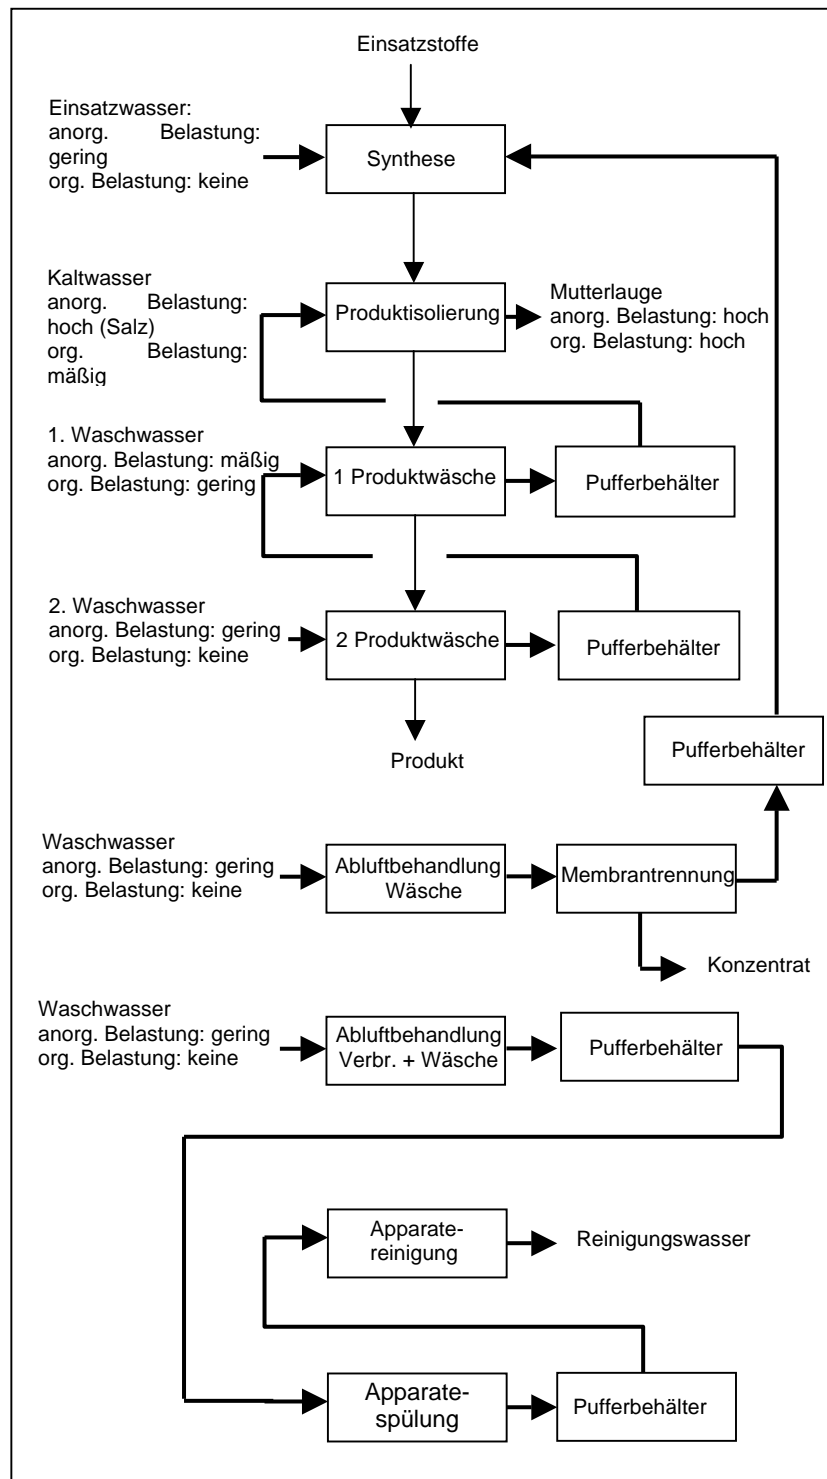 Einsatzstoffe
Einsatzwasser:
anorg. Belastung:
gering
org. Belastung: keine
Synthese
Kaltwasser
anorg. Belastung:
hoch (Salz)
org. Belastung:
mäßig
Produktisolierung
Mutterlauge
anorg. Belastung: hoch
org. Belastung: hoch
1. Waschwasser
anorg. Belastung: mäßig
org. Belastung: gering
1 Produktwäsche
Pufferbehälter
2. Waschwasser
anorg. Belastung: gering
org. Belastung: keine
2 Produktwäsche
Pufferbehälter
Produkt
Pufferbehälter
Waschwasser
anorg. Belastung: gering
org. Belastung: keine
Abluftbehandlung
Wäsche
Membrantrennung
Konzentrat
Waschwasser
anorg. Belastung: gering
org. Belastung: keine
Abluftbehandlung
Verbr. + Wäsche
Pufferbehälter
Apparate-
reinigung
Reinigungswasser
Apparate-
spülung
Pufferbehälter